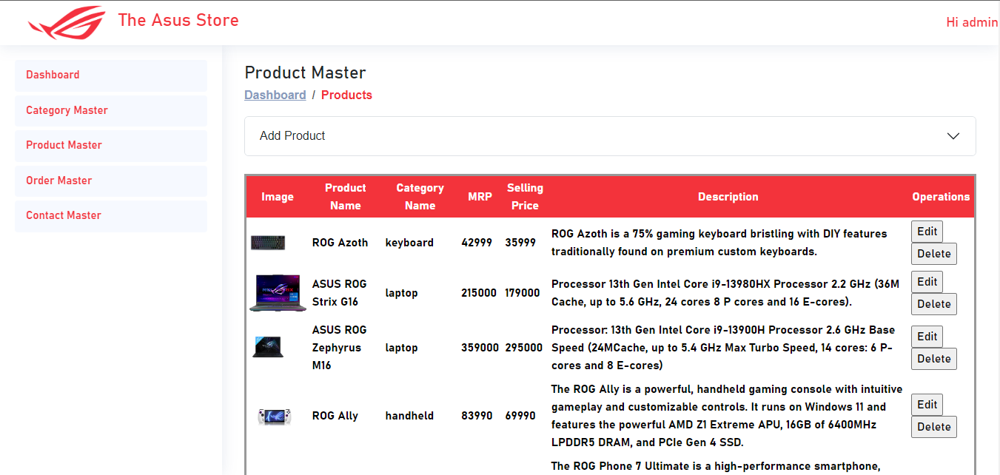 The Asus Store
Hi admin
Dashboard
Category Master
Product Master
Order Master
Contact Master
Product Master
Dashboard / Products
Add Product
Image
Product
Name
Category
Name
MRP
Selling
Price
Description
Operations
ROG Azoth
keyboard
42999
35999
ROG Azoth is a 75% gaming keyboard bristling with DIY features
traditionally found on premium custom keyboards.
Edit
Delete
ASUS ROG
Strix G16
laptop
215000
179000
Processor 13th Gen Intel Core i9-13980HX Processor 2.2 GHz (36M
Cache, up to 5.6 GHz, 24 cores 8 P cores and 16 E-cores).
Edit
Delete
ASUS ROG
Zephyrus
M16
laptop
359000
295000
Processor: 13th Gen Intel Core i9-13900H Processor 2.6 GHz Base
Speed (24MCache, up to 5.4 GHz Max Turbo Speed, 14 cores: 6 P-
cores and 8 E-cores)
Edit
Delete
ROG Ally
handheld
83990
69990
The ROG Ally is a powerful, handheld gaming console with intuitive
gameplay and customizable controls. It runs on Windows 11 and
features the powerful AMD Z1 Extreme APU, 16GB of 6400MHz
LPDDR5 DRAM, and PCIe Gen 4 SSD.
Edit
Delete
The ROG Phone 7 Ultimate is a high-performance smartphone,